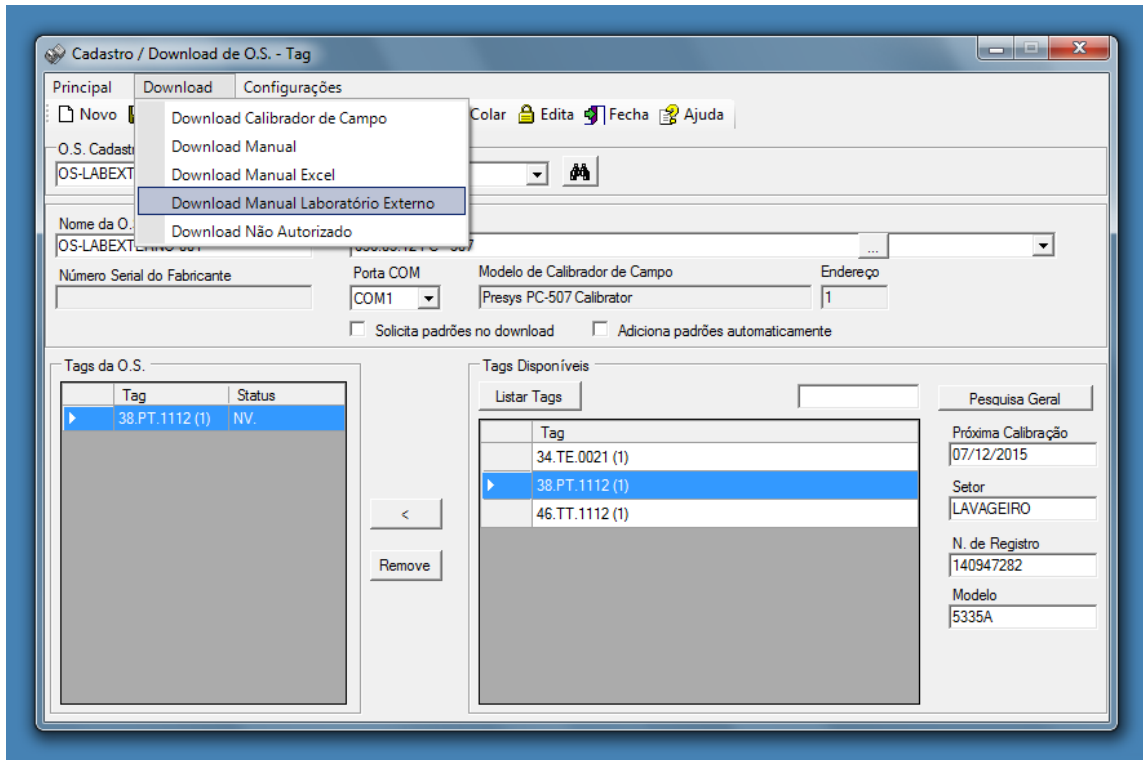 Cadastro / Download de O.S. - Tag
Principal Download Configurações
Novo Colar Edita Fecha Ajuda
Download Calibrador de Campo
Download Manual
Download Manual Excel
Download Manual Laboratório Externo
Download Não Autorizado
O.S. Cadast
OS-LABEXT
Nome da O.
OS-LABEXT
...
Número Serial do Fabricante Porta COM Modelo de Calibrador de Campo Endereço
COM1 Presys PC-507 Calibrator 1
Solicita padrões no download Adiciona padrões automaticamente
Tags da O.S. Tags Disponíveis
Listar Tags Pesquisa Geral
Tag Status
38.PT.1112 (1) NV.
Tag
34.TE.0021 (1)
38.PT.1112 (1)
46.TT.1112 (1)
<
Remove
Próxima Calibração
07/12/2015
Setor
LAVAGEIRO
N. de Registro
140947282
Modelo
5335A